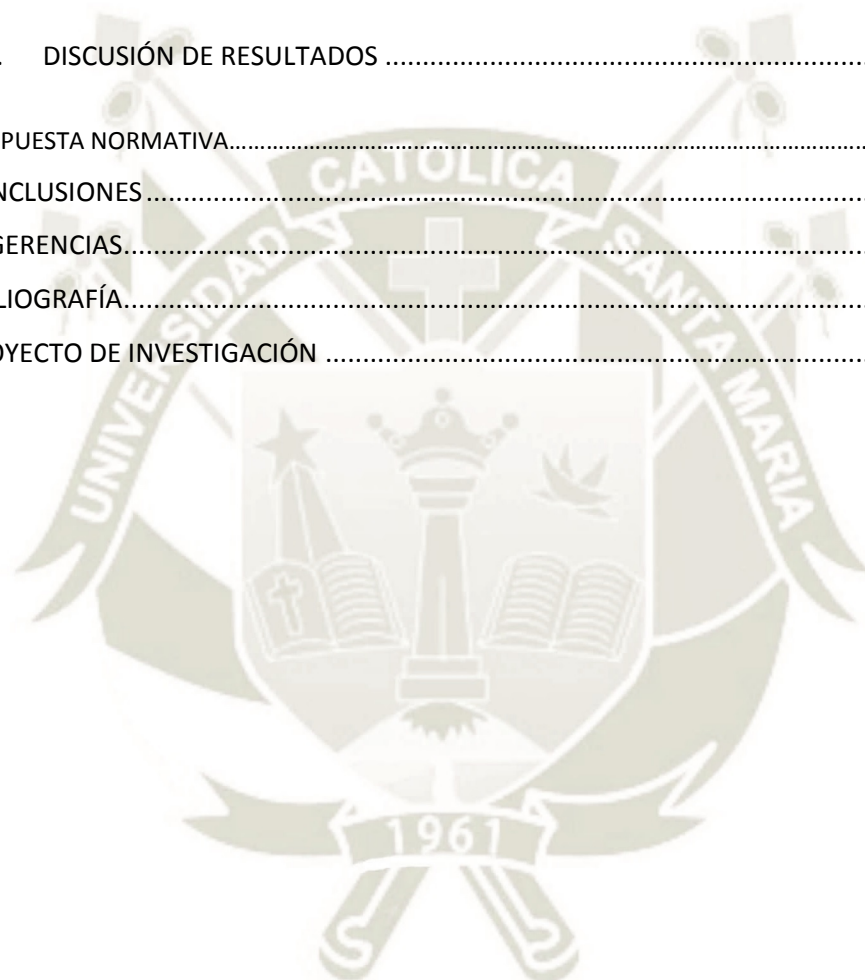 . DISCUSIÓN DE RESULTADOS ........................................................................
PUESTA NORMATIVA........................................................................................
NCLUSIONES ........................................................................................
GERENCIAS........................................................................................
LIOGRAFÍA........................................................................................
OYECTO DE INVESTIGACIÓN ........................................................................
UNIVERSIDAD CATOLICA SANTA MARIA
1961